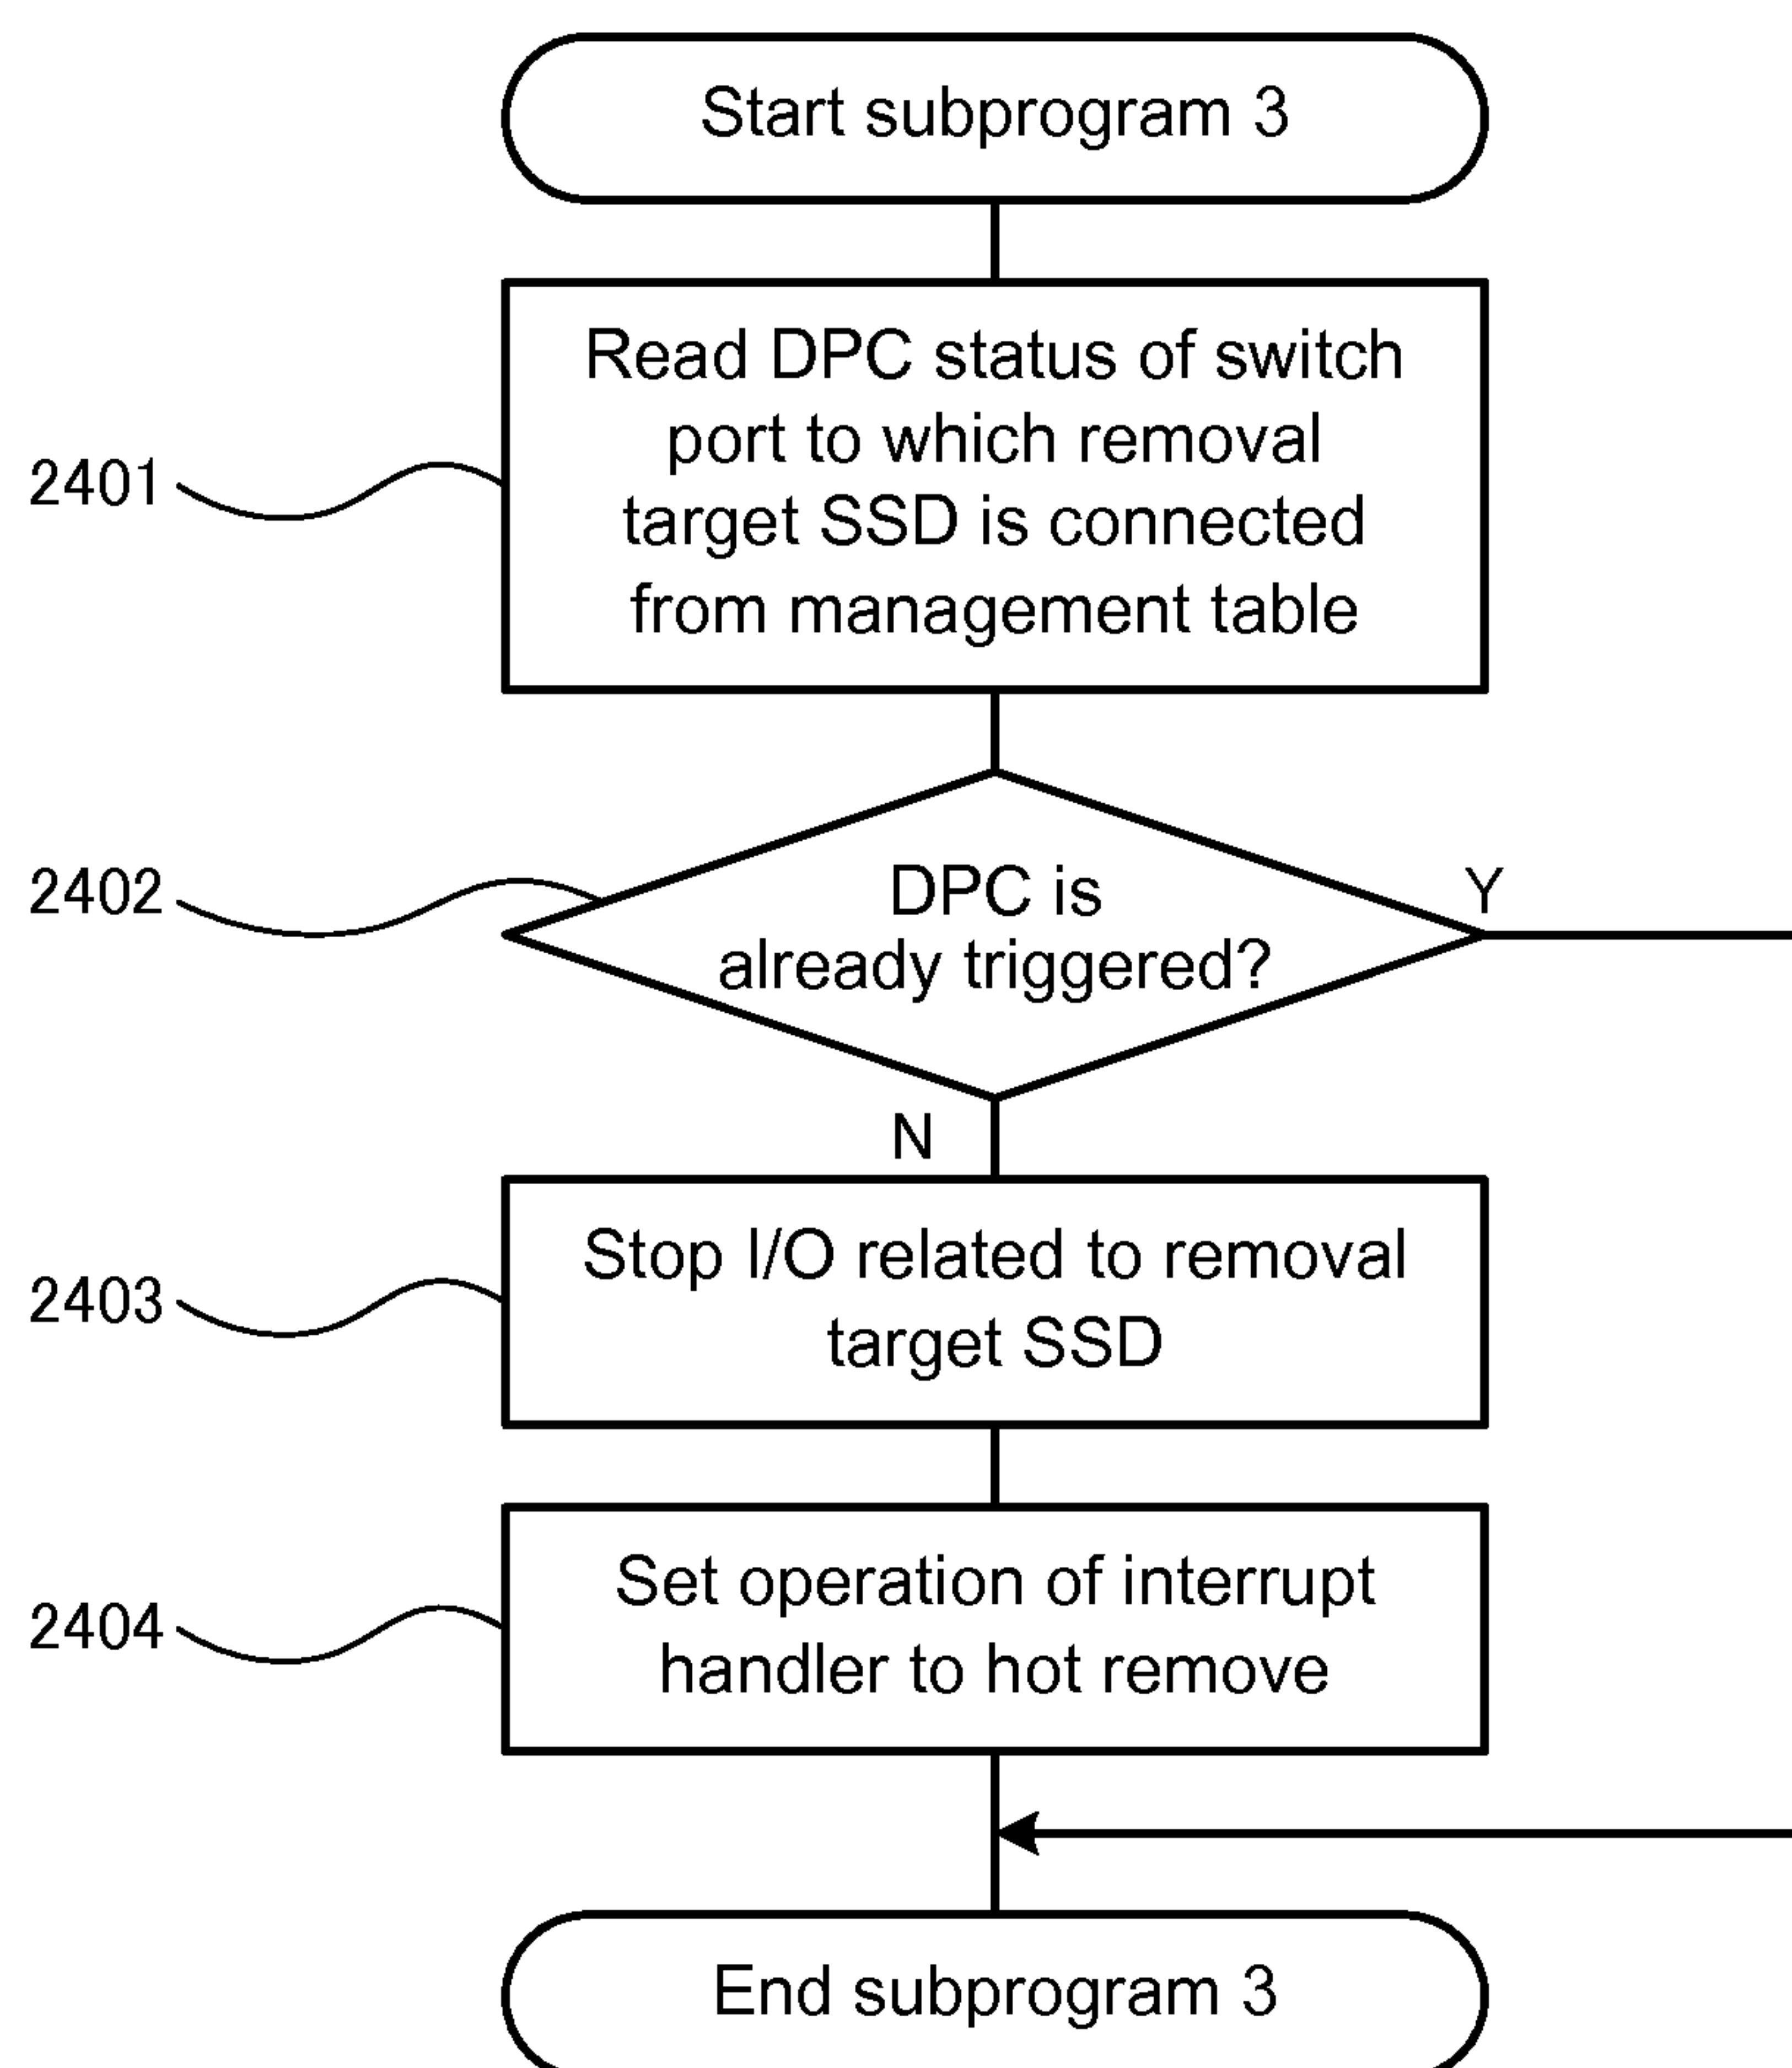 Start subprogram 3
Read DPC status of switch
port to which removal
target SSD is connected
from management table
2401
DPC is
already triggered?
2402
Y
N
Stop I/O related to removal
target SSD
2403
Set operation of interrupt
handler to hot remove
2404
End subprogram 3